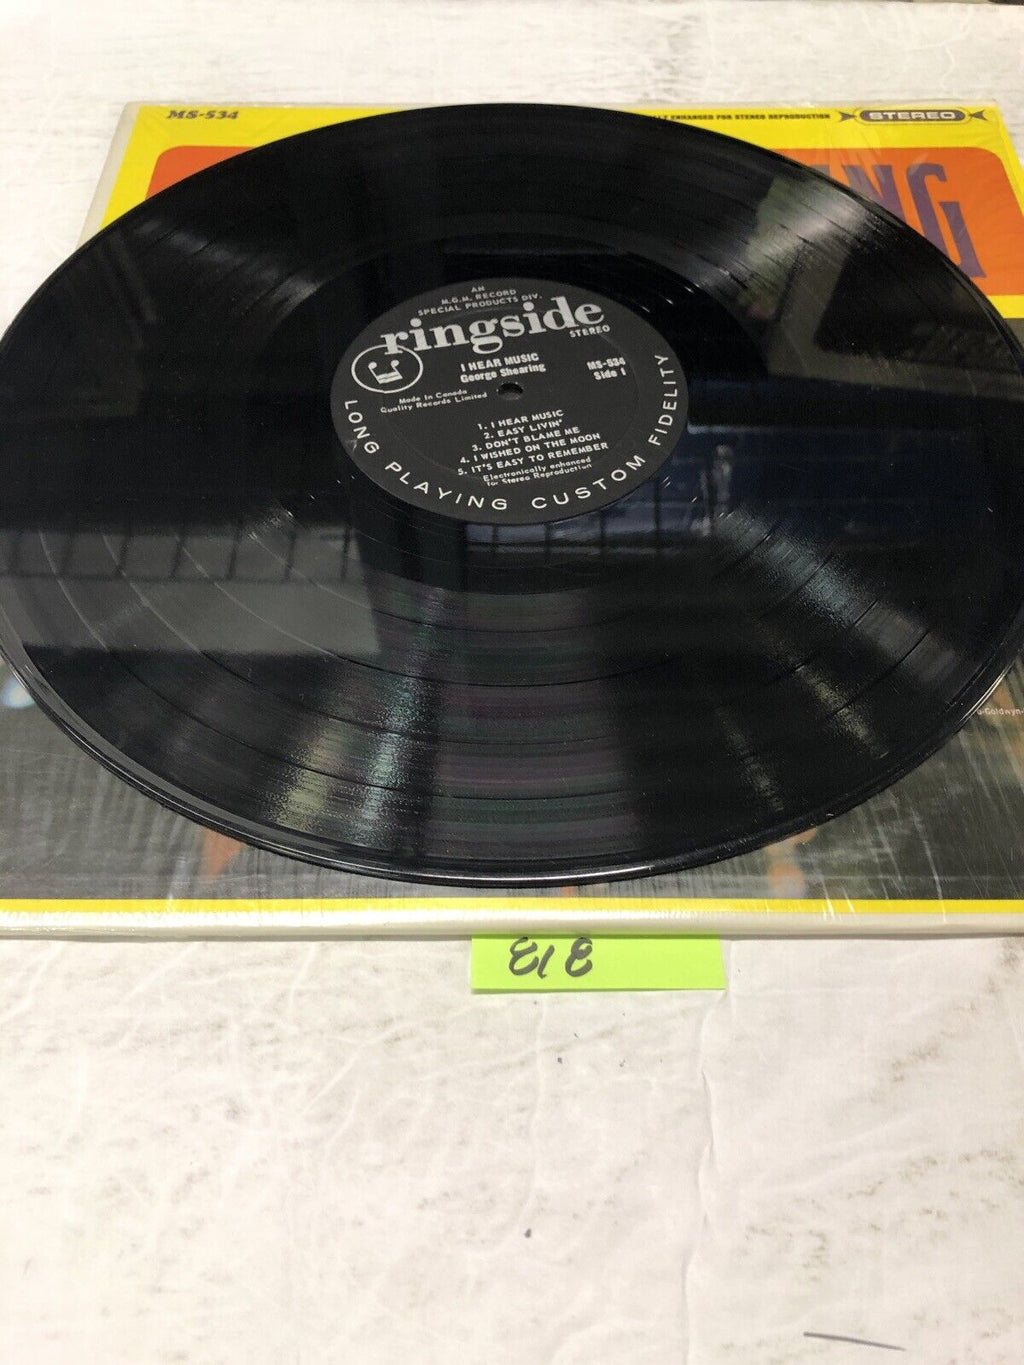 MS-534
ENHANCED FOR STEREO REPRODUCTION
STEREO
NG
AN
M.G.M. RECORD
SPECIAL PRODUCTS DIV.
ringside
STEREO
I HEAR MUSIC
George Shearing
MS-534
Side 1
Made In Canada
Quality Records Limited
1. I HEAR MUSIC
2. EASY LIVIN'
3. DON'T BLAME ME
4. I WISHED ON THE MOON
5. IT'S EASY TO REMEMBER
Electronically enhanced
for Stereo Reproduction
LONG PLAYING CUSTOM FIDELITY
-Goldwyn-
818